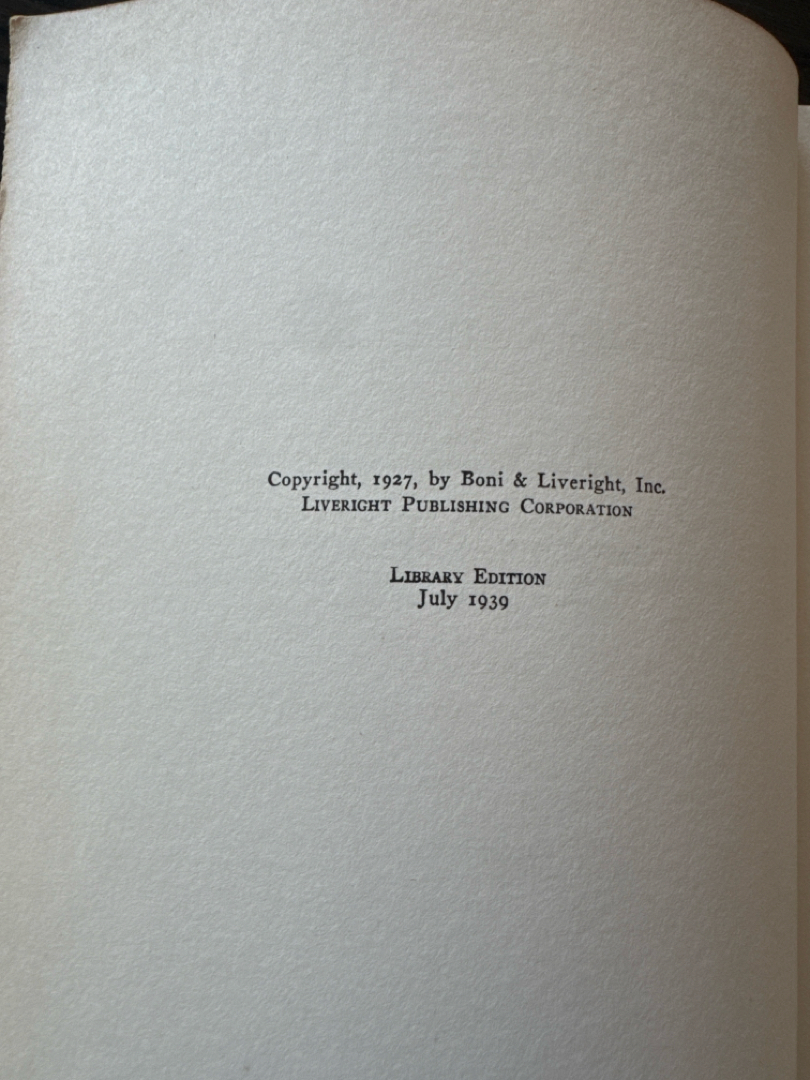 Copyright, 1927, by Boni & Liveright, Inc.
LIVERIGHT PUBLISHING CORPORATION
LIBRARY EDITION
July 1939